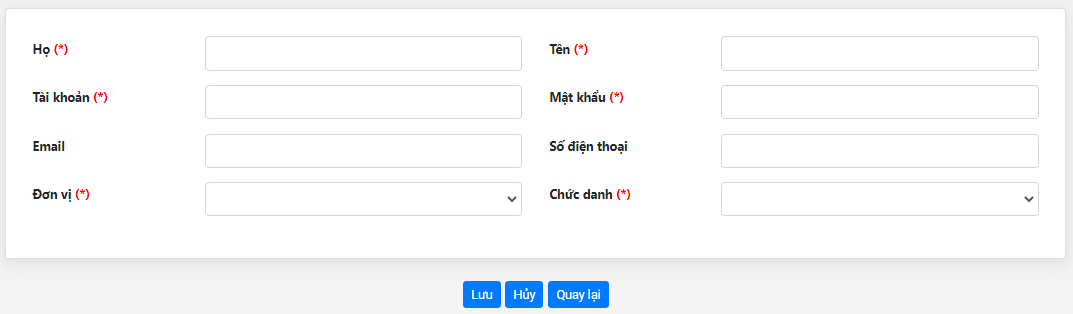 Họ (*) Tên (*)
Tài khoản (*) Mật khẩu (*)
Email Số điện thoại
Đơn vị (*) Chức danh (*)
Lưu Hủy Quay lại